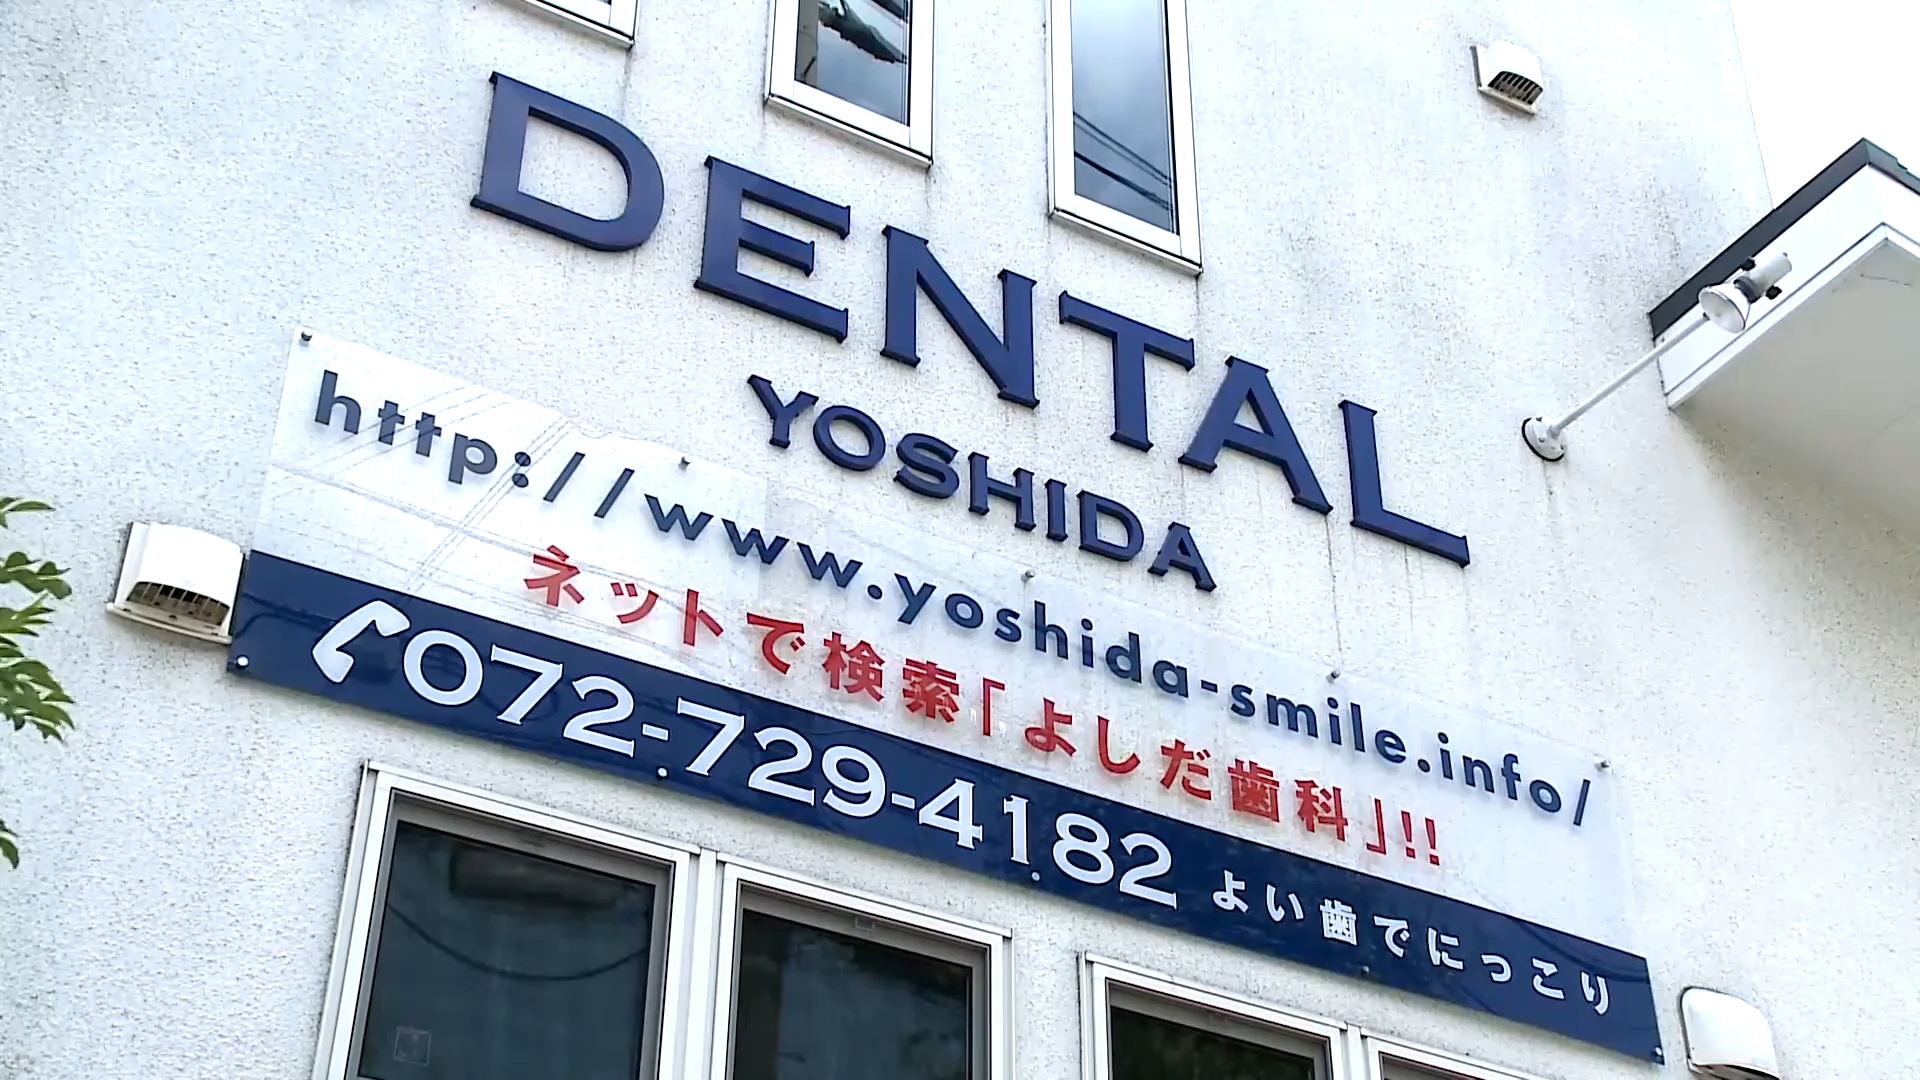 DENTAL
YOSHIDA
http://www.yoshida-smile.info/
ネットで検索「よしだ歯科」!!
072-729-4182 よい歯でにっこり